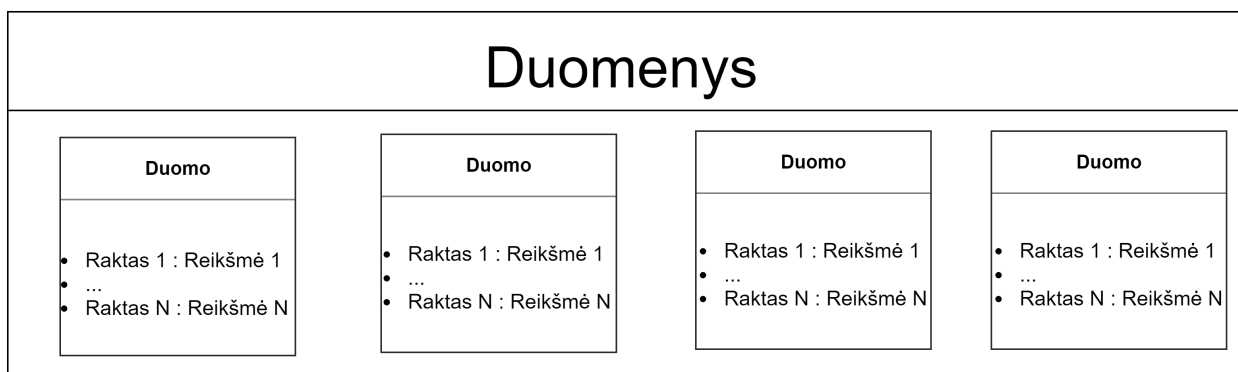 Duomenys
Duomo
• Raktas 1 : Reikšmė 1
• ...
• Raktas N : Reikšmė N
Duomo
• Raktas 1 : Reikšmė 1
• ...
• Raktas N : Reikšmė N
Duomo
• Raktas 1 : Reikšmė 1
• ...
• Raktas N : Reikšmė N
Duomo
• Raktas 1 : Reikšmė 1
• ...
• Raktas N : Reikšmė N